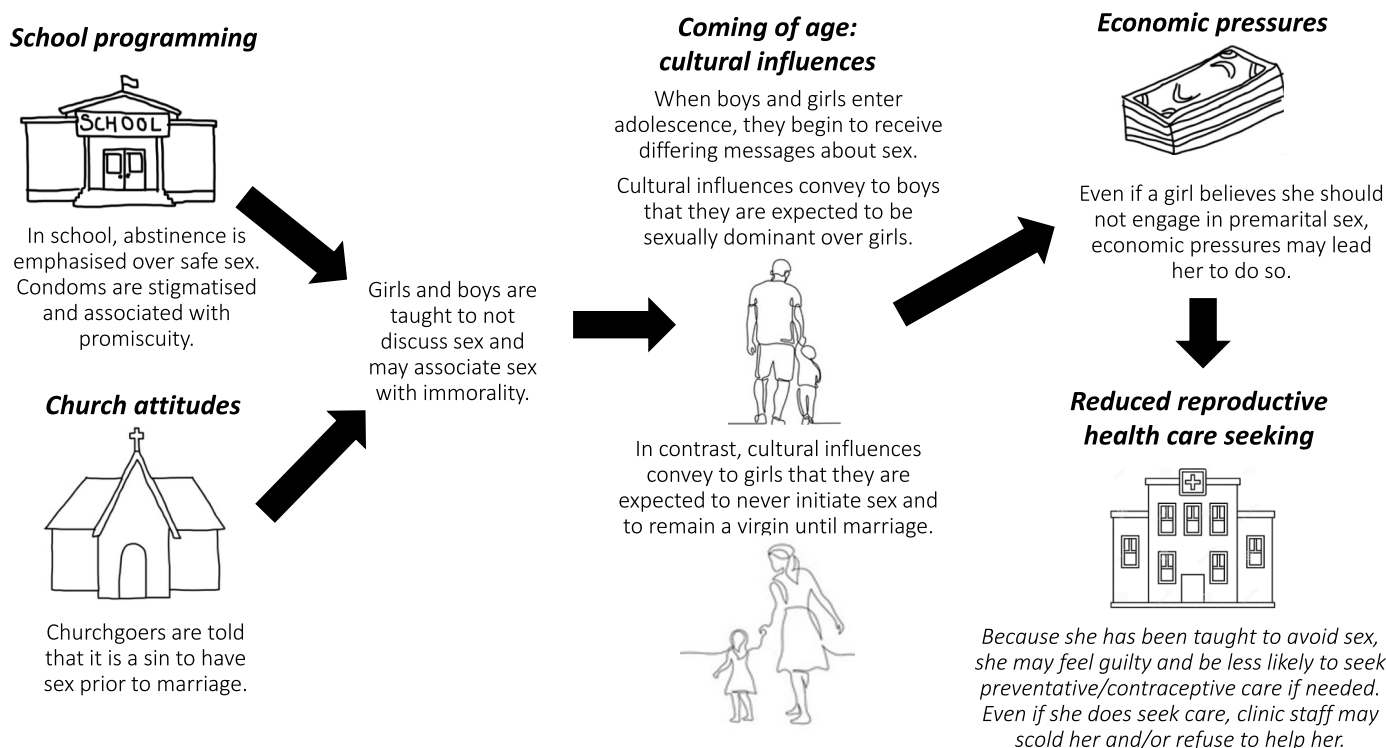 School programming
SCHOOL
In school, abstinence is
emphasised over safe sex.
Condoms are stigmatised
and associated with
promiscuity.
Church attitudes
Churchgoers are told
that it is a sin to have
sex prior to marriage.
Girls and boys are
taught to not
discuss sex and
may associate sex
with immorality.
Coming of age:
cultural influences
When boys and girls enter
adolescence, they begin to receive
differing messages about sex.
Cultural influences convey to boys
that they are expected to be
sexually dominant over girls.
In contrast, cultural influences
convey to girls that they are
expected to never initiate sex and
to remain a virgin until marriage.
Economic pressures
Even if a girl believes she should
not engage in premarital sex,
economic pressures may lead
her to do so.
Reduced reproductive
health care seeking
Because she has been taught to avoid sex,
she may feel guilty and be less likely to seek
preventative/contraceptive care if needed.
Even if she does seek care, clinic staff may
scold her and/or refuse to help her.